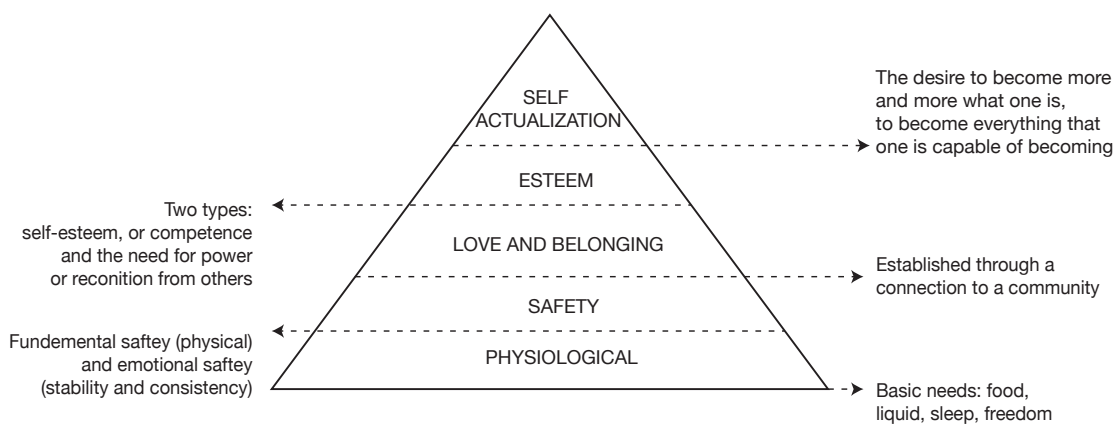 SELF
ACTUALIZATION
The desire to become more
and more what one is,
to become everything that
one is capable of becoming
ESTEEM
Two types:
self-esteem, or competence
and the need for power
or reconition from others
LOVE AND BELONGING
Established through a
connection to a community
SAFETY
Fundemental saftey (physical)
and emotional saftey
(stability and consistency)
PHYSIOLOGICAL
Basic needs: food,
liquid, sleep, freedom